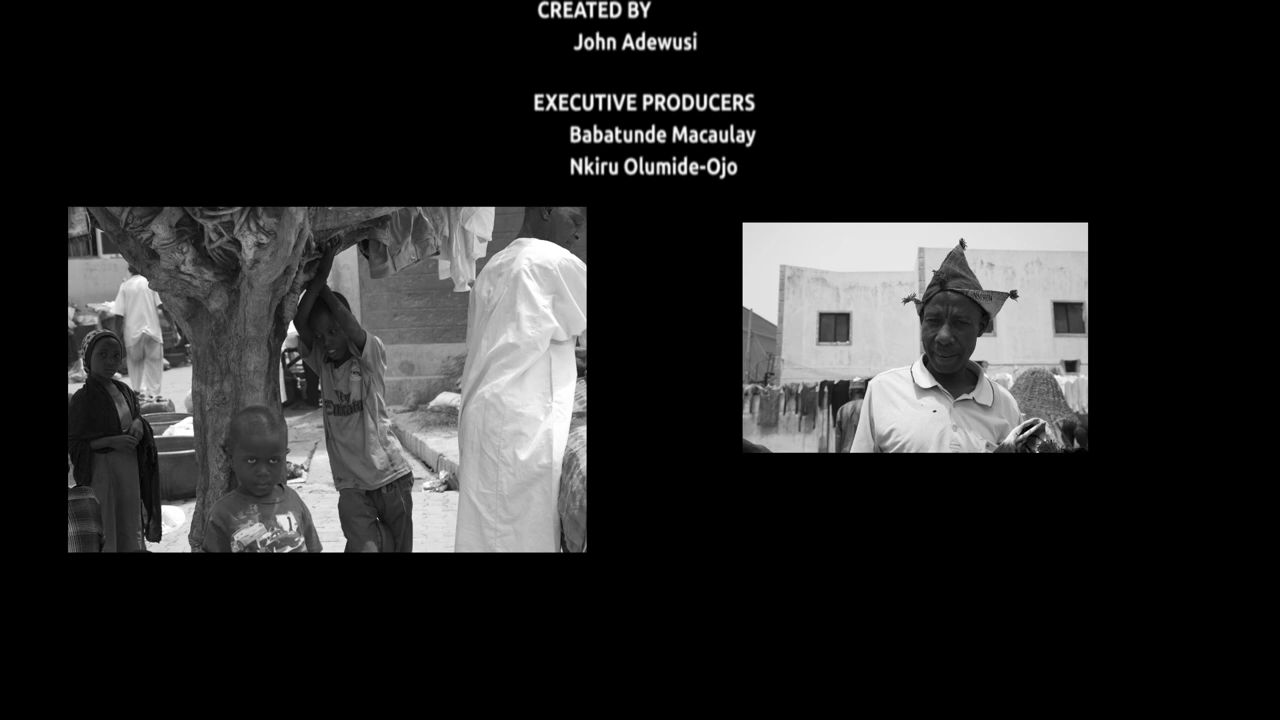 CREATED BY
John Adewusi
EXECUTIVE PRODUCERS
Babatunde Macaulay
Nkiru Olumide-Ojo